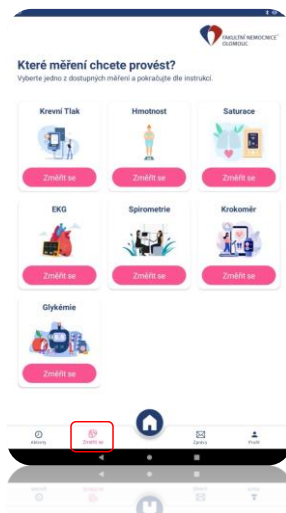 FAKULTNÍ NEMOCNICE
OLOMOUC
Které měření chcete provést?
Vyberte jedno z dostupných měření a pokračujte dle instrukcí.
Krevní Tlak
Hmotnost
Saturace
Změřit se
Změřit se
Změřit se
EKG
Spirometrie
Krokoměr
Změřit se
Změřit se
Změřit se
Glykémie
Změřit se
Aktivity
Změřit se
Zprávy
Profil